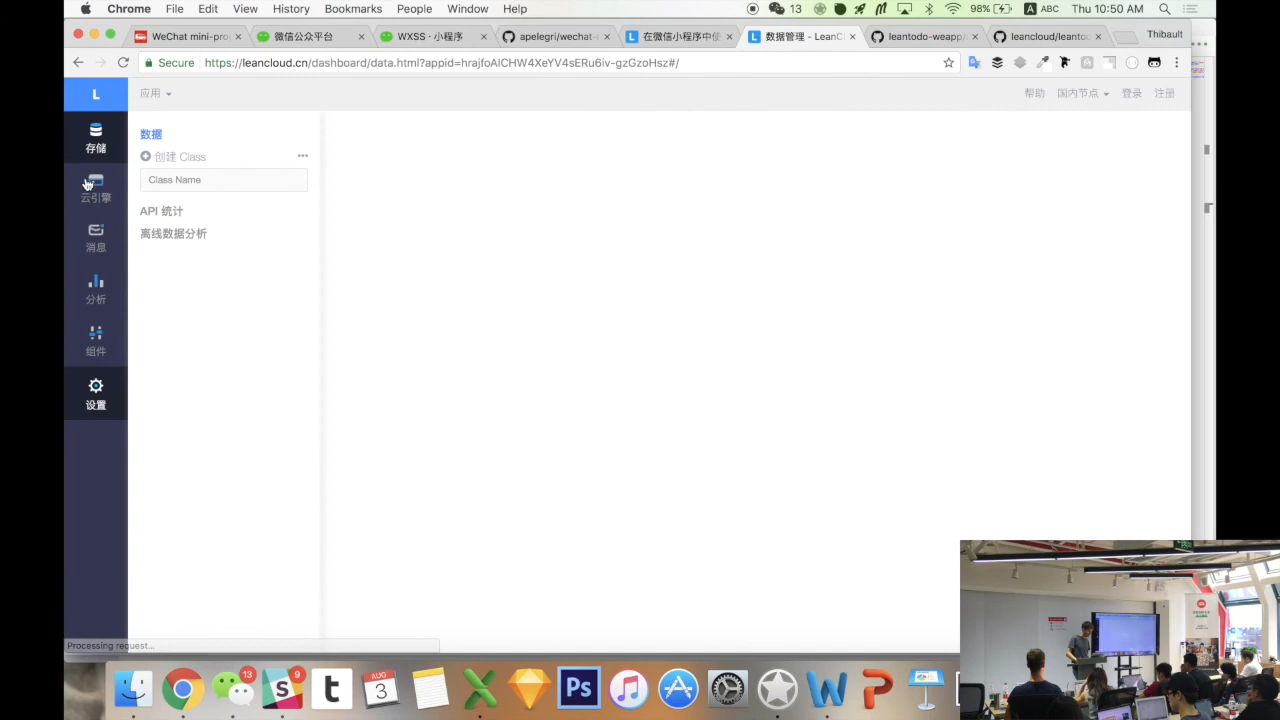 Chrome File Edit View History Bookmarks People Window Help 13 98% A ABC Thu 10:50 AM
WeChat mini-pro 微信公众平台 WXSS · 小程序 apelegri/wept-e 在微信小程序中使 数据管理 - Lean leantodo-weapp/ leancloud/leanto Thibault
Secure https://leancloud.cn/dashboard/data.html?appid=hrajfoAICHW4XeYV4sERu6iv-gzGzoHsz#/
L 应用 帮助 国内节点 登录 注册
存储
云引擎
消息
分析
组件
设置
数据
创建 Class
Class Name
API 统计
离线数据分析
Processing request...
13 9
AUG
3
Ps